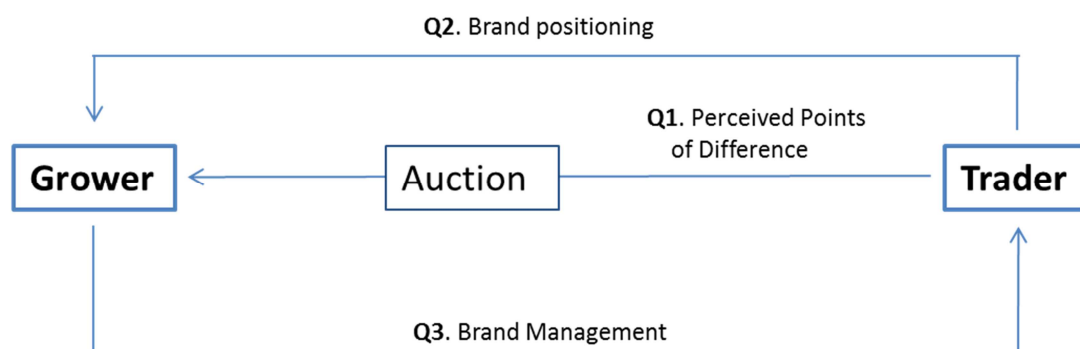 Q2. Brand positioning
Q1. Perceived Points
of Difference
Grower
Auction
Trader
Q3. Brand Management